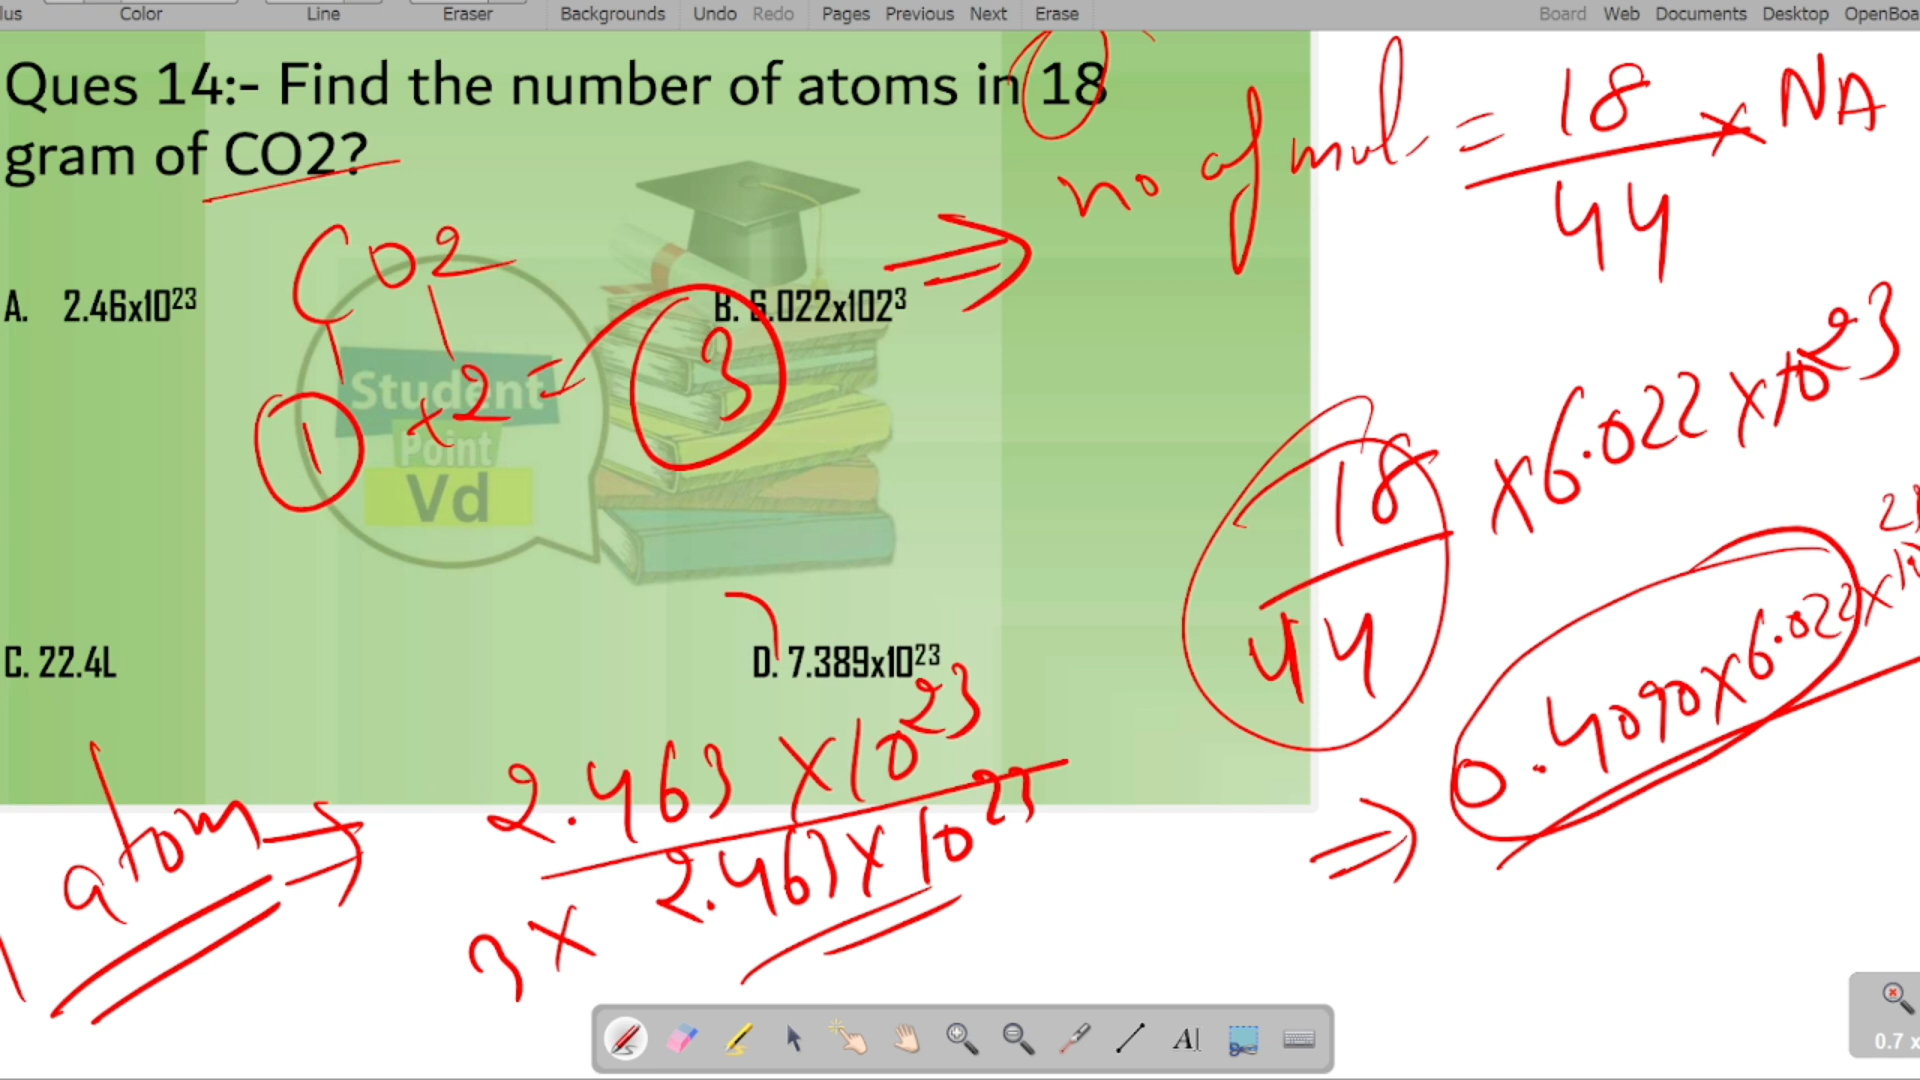 lus Color Line Eraser Backgrounds Undo Redo Pages Previous Next Erase Board Web Documents Desktop OpenBoa
Ques 14:- Find the number of atoms in 18
gram of CO2?
no of mol = 18/44 × NA
CO2
A. 2.46x10²³
B. 6.022x102³
1 +2 = 3
Student
Point
Vd
18/44 × 6.022 × 10²³
0.4090 × 6.022 ×
C. 22.4L
D. 7.389x10²³
atom 2.463 × 10²³
3 × 2.463 × 10²³
A
0.7 x